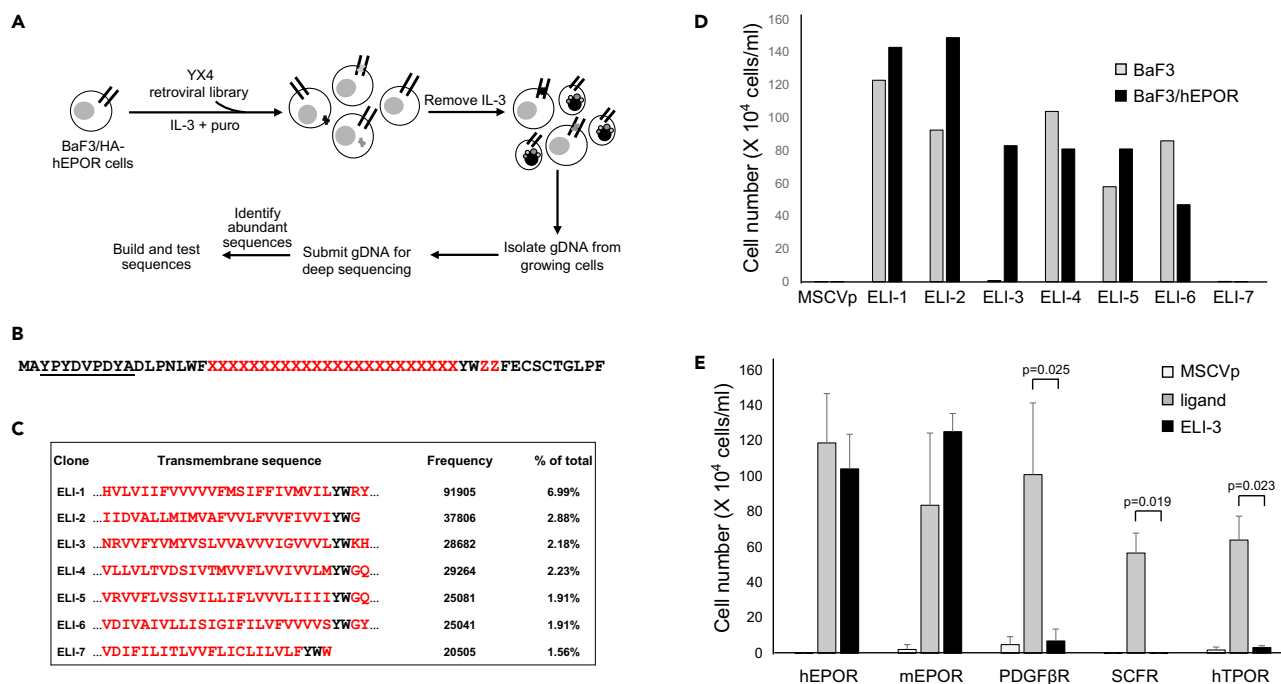 A
YX4
retroviral library
IL-3 + puro
Remove IL-3
BaF3/HA-
hEPOR cells
Isolate gDNA from
growing cells
Submit gDNA for
deep sequencing
Identify
abundant
sequences
Build and test
sequences
B
MAYPYDVPDYADLPNLWFXXXXXXXXXXXXXXXXXXXXXXXXYWZZFECSCTGLPF
C
Clone Transmembrane sequence Frequency % of total
ELI-1 ...HVLVIIFVVVVVFMSIFFIVMVILYWRY... 91905 6.99%
ELI-2 ...IIDVALLMIMVAFVVLFVVFIVVIYWG 37806 2.88%
ELI-3 ...NRVVFYVMYVSLVVAVVVIGVVVLYWKH... 28682 2.18%
ELI-4 ...VLLVLTVDSIVTMVVFLVVIVVLMYWGQ... 29264 2.23%
ELI-5 ...VRVVFLVSSVILLIFLVVVLIIIIYWGQ... 25081 1.91%
ELI-6 ...VDIVAIVLLISIGIFILVFVVVVSYWGY... 25041 1.91%
ELI-7 ...VDIFILITLVVFLICLILVLFYWW 20505 1.56%
D
Cell number (X 10⁴ cells/ml)
160
140
120
100
80
60
40
20
0
BaF3
BaF3/hEPOR
MSCVp ELI-1 ELI-2 ELI-3 ELI-4 ELI-5 ELI-6 ELI-7
E
Cell number (X 10⁴ cells/ml)
160
140
120
100
80
60
40
20
0
MSCVp
ligand
ELI-3
p=0.025
p=0.019
p=0.023
hEPOR mEPOR PDGFβR SCFR hTPOR